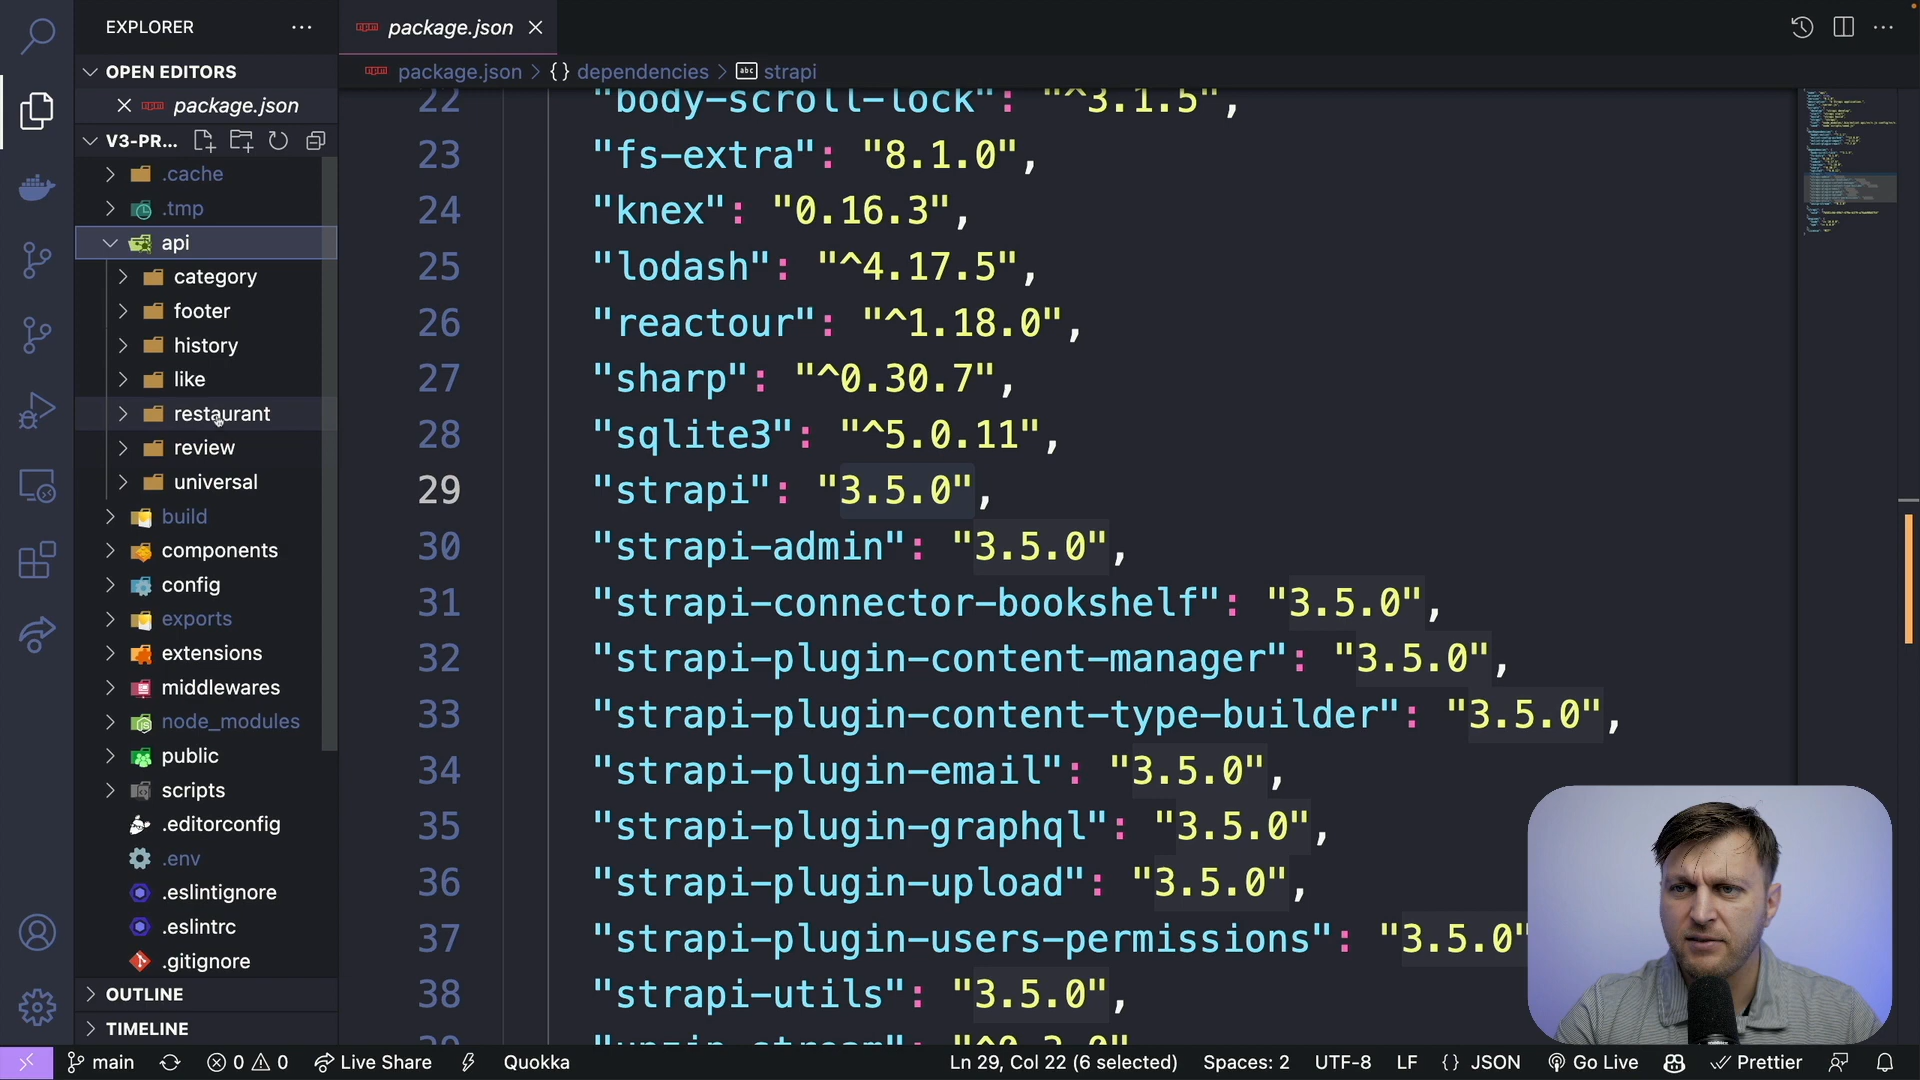 EXPLORER
package.json
OPEN EDITORS
package.json
package.json > {} dependencies > abc strapi
V3-PR...
.cache
.tmp
api
category
footer
history
like
restaurant
review
universal
build
components
config
exports
extensions
middlewares
node_modules
public
scripts
.editorconfig
.env
.eslintignore
.eslintrc
.gitignore
OUTLINE
TIMELINE
22 "body-scroll-lock": "^3.1.5",
23 "fs-extra": "8.1.0",
24 "knex": "0.16.3",
25 "lodash": "^4.17.5",
26 "reactour": "^1.18.0",
27 "sharp": "^0.30.7",
28 "sqlite3": "^5.0.11",
29 "strapi": "3.5.0",
30 "strapi-admin": "3.5.0",
31 "strapi-connector-bookshelf": "3.5.0",
32 "strapi-plugin-content-manager": "3.5.0",
33 "strapi-plugin-content-type-builder": "3.5.0",
34 "strapi-plugin-email": "3.5.0",
35 "strapi-plugin-graphql": "3.5.0",
36 "strapi-plugin-upload": "3.5.0",
37 "strapi-plugin-users-permissions": "3.5.0"
38 "strapi-utils": "3.5.0",
main 0 0 Live Share Quokka Ln 29, Col 22 (6 selected) Spaces: 2 UTF-8 LF {} JSON Go Live Prettier